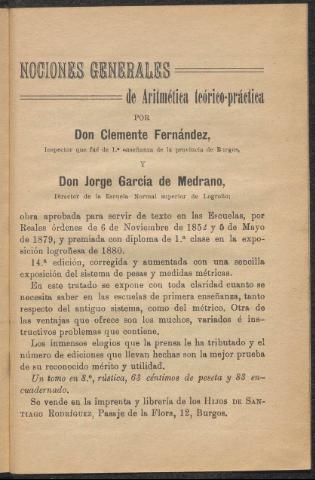 NOCIONES GENERALES
de Aritmética teórico-práctica
POR
Don Clemente Fernández,
Inspector que fué de 1.ª enseñanza de la provincia de Burgos,
Y
Don Jorge García de Medrano,
Director de la Escuela Normal superior de Logroño;
obra aprobada para servir de texto en las Escuelas, por
Reales órdenes de 6 de Noviembre de 1852 y 5 de Mayo
de 1879, y premiada con diploma de 1.ª clase en la expo-
sición logroñesa de 1880.
14.ª edición, corregida y aumentada con una sencilla
exposición del sistema de pesas y medidas métricas.
En este tratado se expone con toda claridad cuanto se
necesita saber en las escuelas de primera enseñanza, tanto
respecto del antiguo sistema, como del métrico. Otra de
las ventajas que ofrece son los muchos, variados é ins-
tructivos problemas que contiene.
Los inmensos elogios que la prensa le ha tributado y el
número de ediciones que llevan hechas son la mejor prueba
de su reconocido mérito y utilidad.
Un tomo en 8.º, rústica, 63 céntimos de peseta y 83 en-
cuadernado.
Se vende en la imprenta y librería de los HIJOS DE SAN-
TIAGO RODRÍGUEZ, Pasaje de la Flora, 12, Burgos.